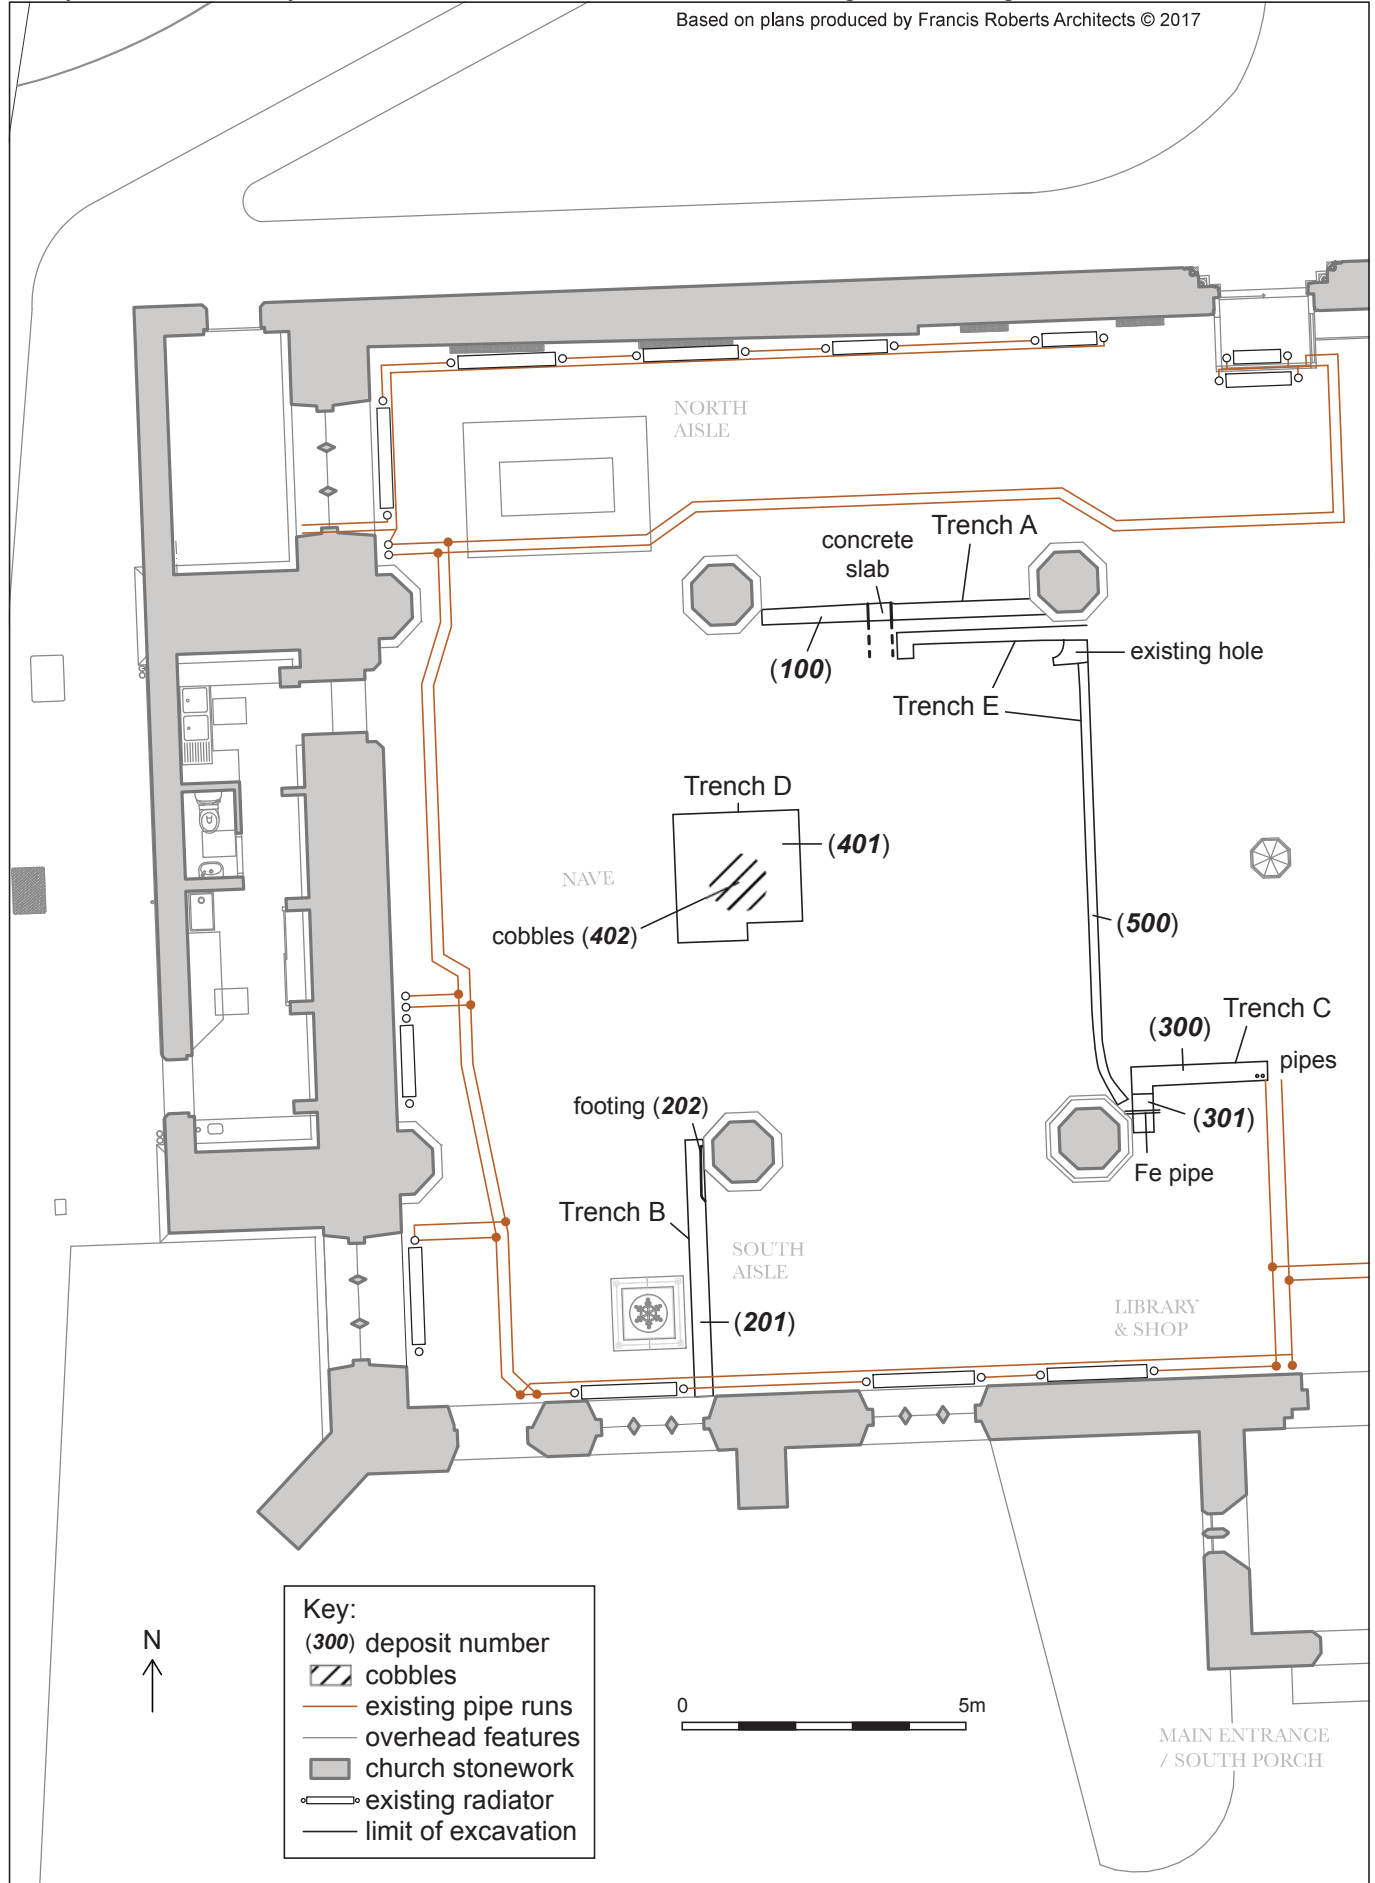 Based on plans produced by Francis Roberts Architects © 2017
NORTH
AISLE
concrete
slab
Trench A
(100)
existing hole
Trench E
Trench D
(401)
NAVE
cobbles (402)
(500)
Trench C
(300)
pipes
footing (202)
(301)
Fe pipe
Trench B
SOUTH
AISLE
(201)
LIBRARY
& SHOP
Key:
(300) deposit number
cobbles
existing pipe runs
overhead features
church stonework
existing radiator
limit of excavation
N
0 5m
MAIN ENTRANCE
/ SOUTH PORCH